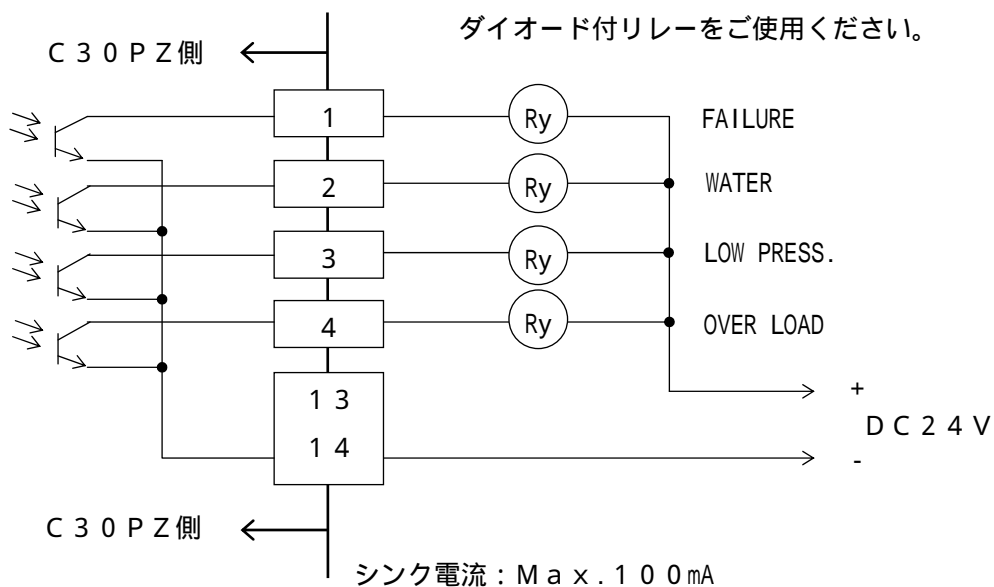 ダイオード付リレーをご使用ください。
C30PZ側
1 Ry FAILURE
2 Ry WATER
3 Ry LOW PRESS.
4 Ry OVER LOAD
13
14
+
DC24V
-
C30PZ側
シンク電流：Max.100mA